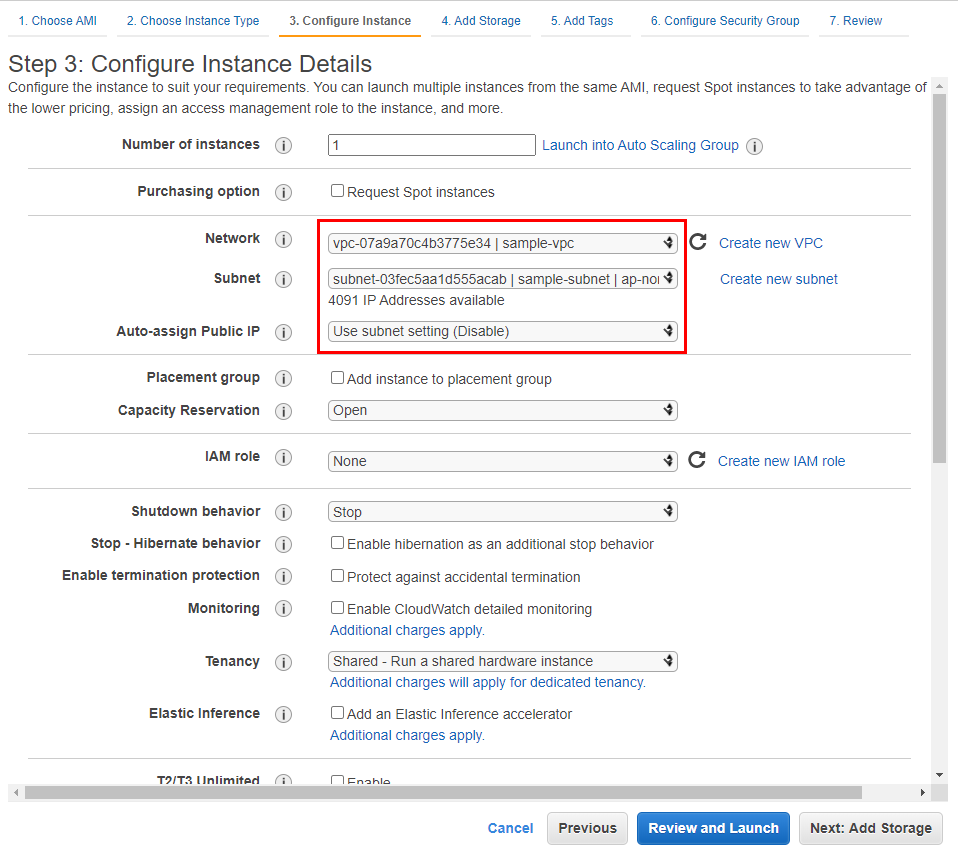 1. Choose AMI 2. Choose Instance Type 3. Configure Instance 4. Add Storage 5. Add Tags 6. Configure Security Group 7. Review
Step 3: Configure Instance Details
Configure the instance to suit your requirements. You can launch multiple instances from the same AMI, request Spot instances to take advantage of
the lower pricing, assign an access management role to the instance, and more.
Number of instances 1 Launch into Auto Scaling Group
Purchasing option Request Spot instances
Network vpc-07a9a70c4b3775e34 | sample-vpc Create new VPC
Subnet subnet-03fec5aa1d555acab | sample-subnet | ap-nor Create new subnet
4091 IP Addresses available
Auto-assign Public IP Use subnet setting (Disable)
Placement group Add instance to placement group
Capacity Reservation Open
IAM role None Create new IAM role
Shutdown behavior Stop
Stop - Hibernate behavior Enable hibernation as an additional stop behavior
Enable termination protection Protect against accidental termination
Monitoring Enable CloudWatch detailed monitoring
Additional charges apply.
Tenancy Shared - Run a shared hardware instance
Additional charges will apply for dedicated tenancy.
Elastic Inference Add an Elastic Inference accelerator
Additional charges apply.
T2/T3 Unlimited Enable
Cancel Previous Review and Launch Next: Add Storage